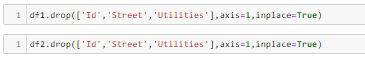 1 df1.drop(['Id','Street','Utilities'],axis=1,inplace=True)
1 df2.drop(['Id','Street','Utilities'],axis=1,inplace=True)